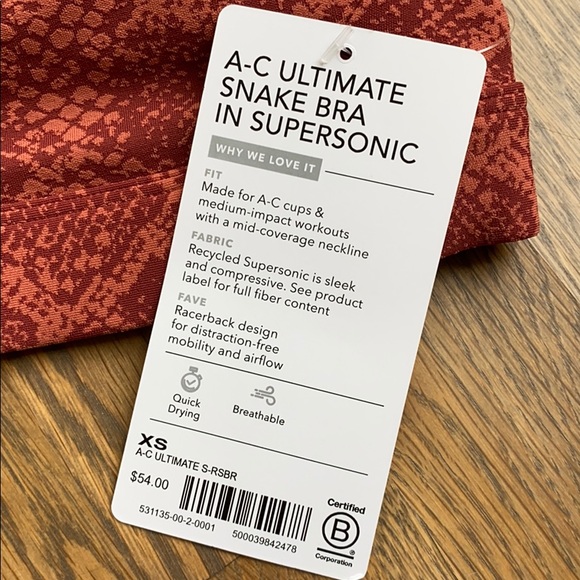 A-C ULTIMATE
SNAKE BRA
IN SUPERSONIC
WHY WE LOVE IT
FIT
Made for A-C cups &
medium-impact workouts
with a mid-coverage neckline
FABRIC
Recycled Supersonic is sleek
and compressive. See product
label for full fiber content
FAVE
Racerback design
for distraction-free
mobility and airflow
Quick
Drying
Breathable
XS
A-C ULTIMATE S-RSBR
$54.00
531135-00-2-0001
500039842478
Certified
B
®
Corporation